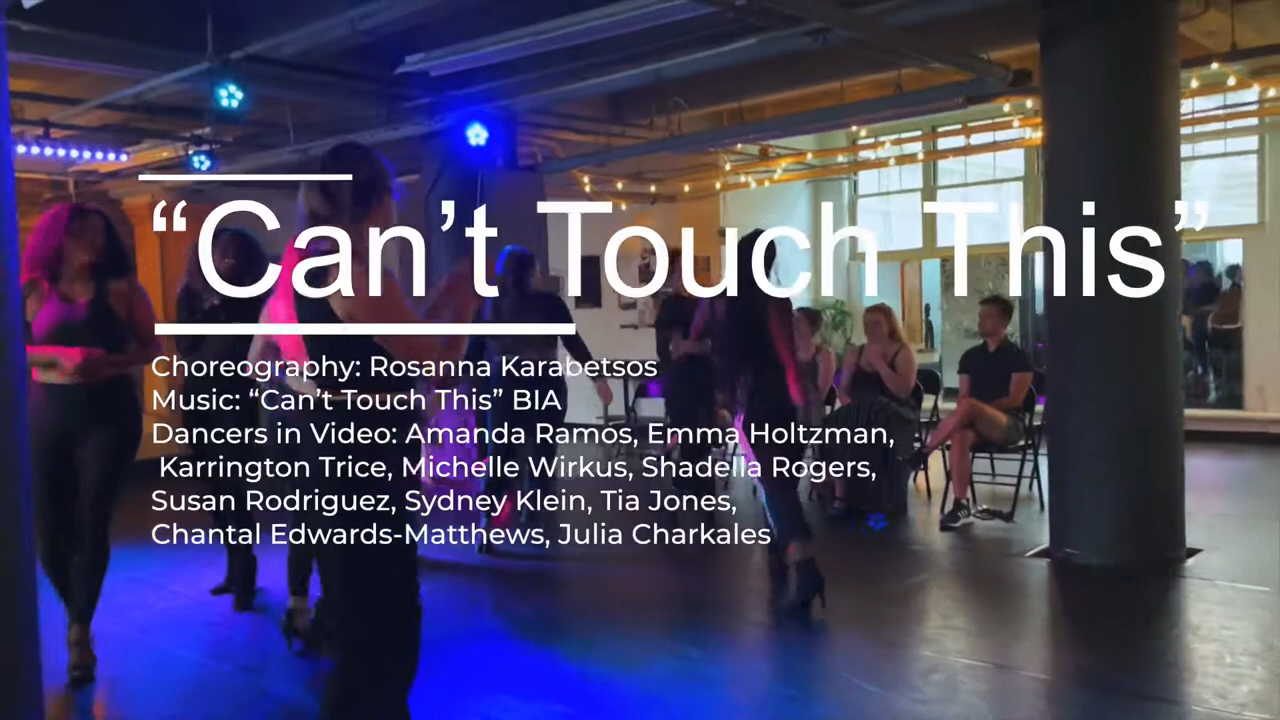 “Can’t Touch This”
Choreography: Rosanna Karabetsos
Music: “Can’t Touch This” BIA
Dancers in Video: Amanda Ramos, Emma Holtzman,
Karrington Trice, Michelle Wirkus, Shadella Rogers,
Susan Rodriguez, Sydney Klein, Tia Jones,
Chantal Edwards-Matthews, Julia Charkales